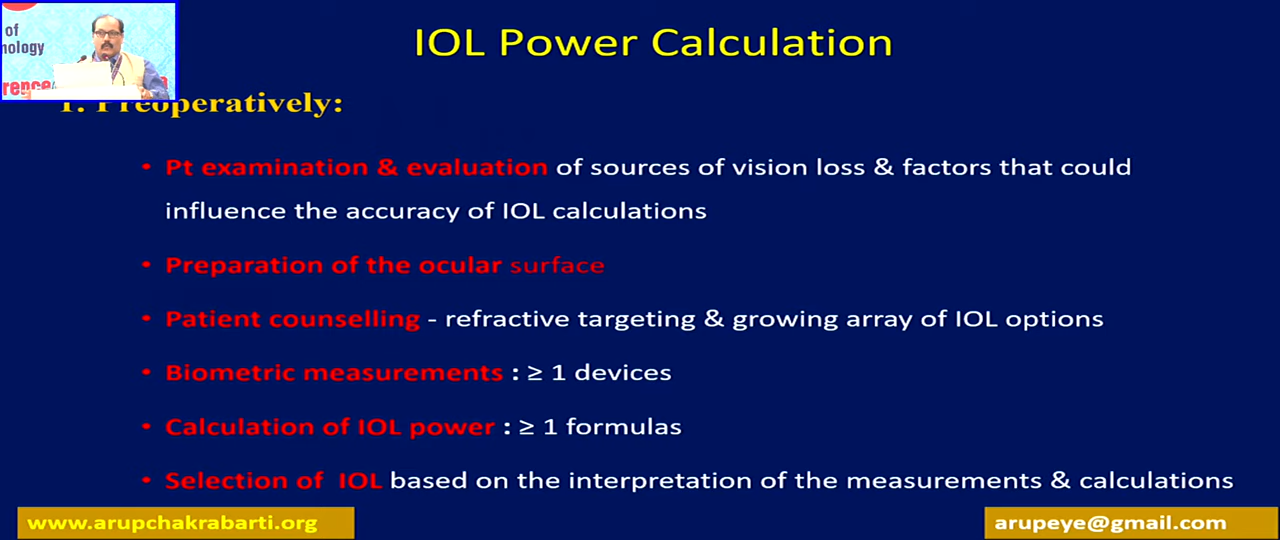 of
nology
rence
IOL Power Calculation
1. Preoperatively:
• Pt examination & evaluation of sources of vision loss & factors that could
influence the accuracy of IOL calculations
• Preparation of the ocular surface
• Patient counselling - refractive targeting & growing array of IOL options
• Biometric measurements : ≥ 1 devices
• Calculation of IOL power : ≥ 1 formulas
• Selection of IOL based on the interpretation of the measurements & calculations
www.arupchakrabarti.org
arupeye@gmail.com